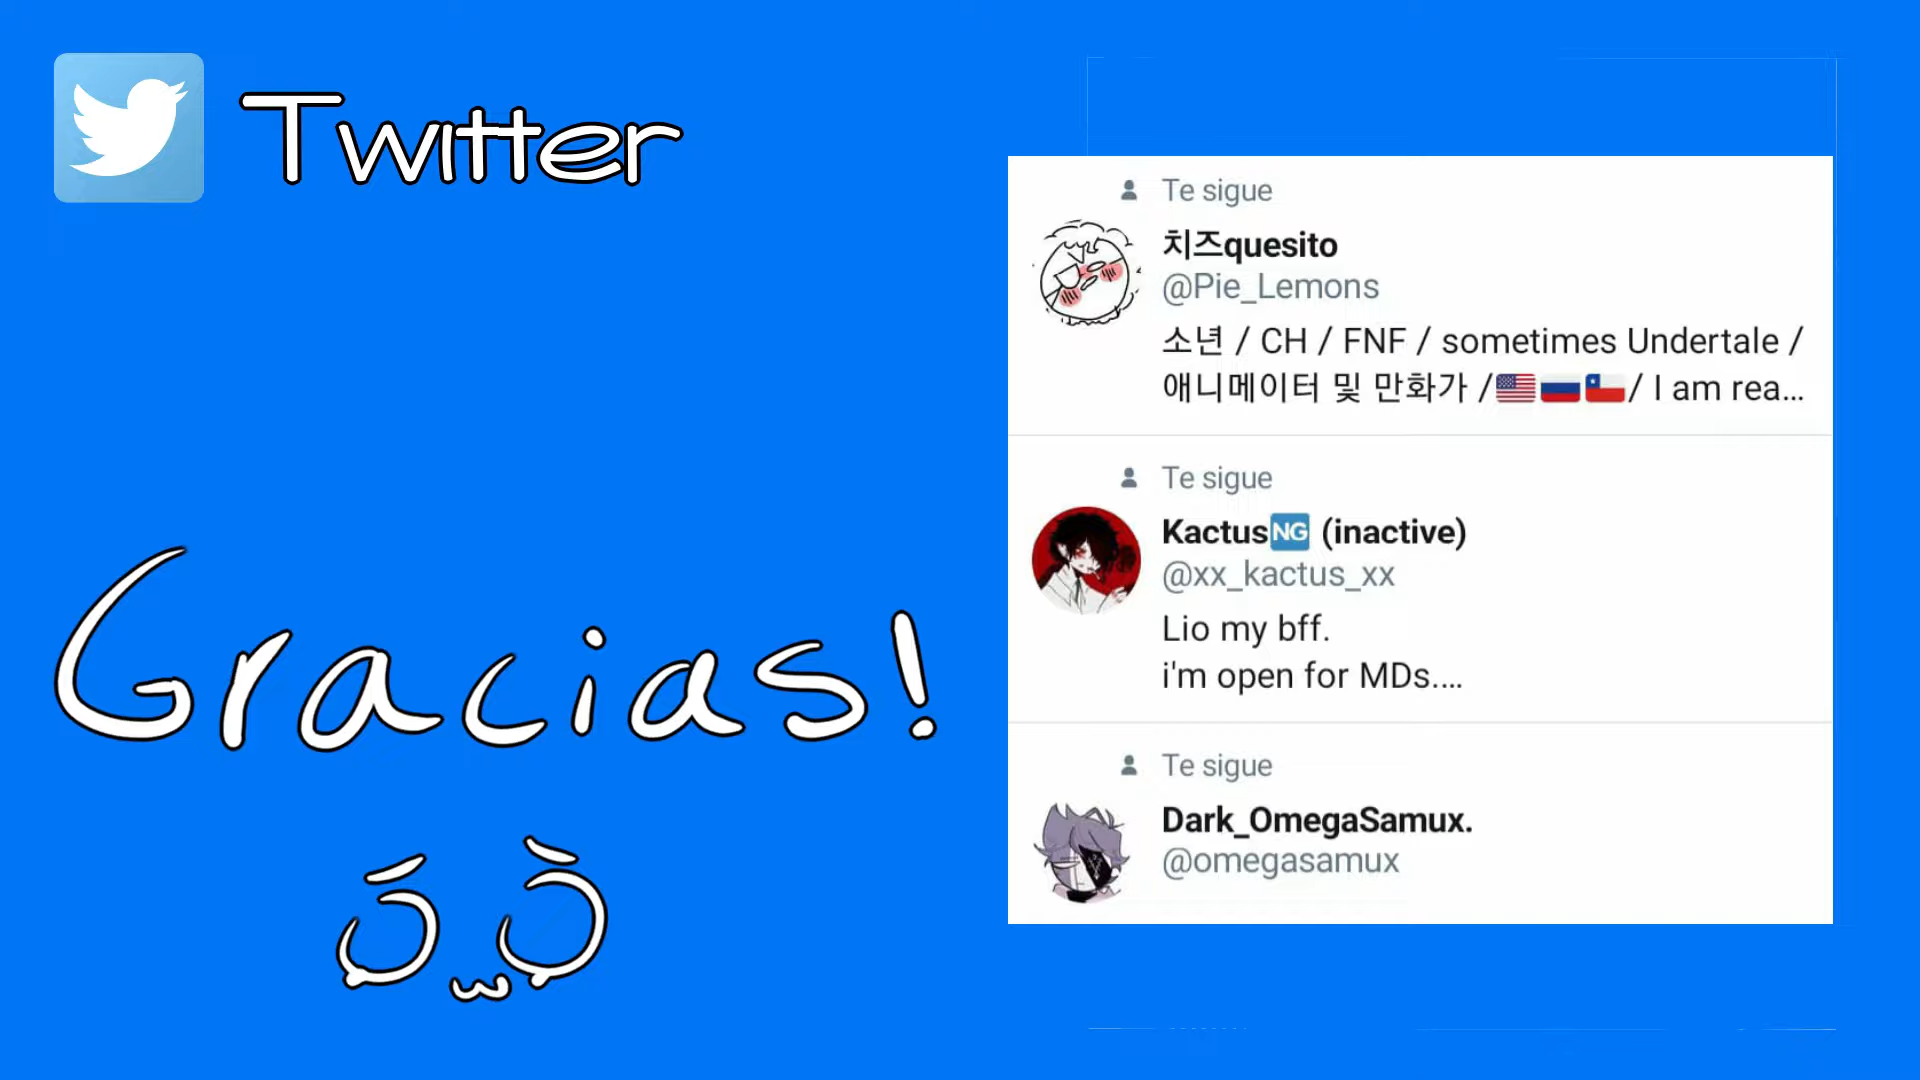 Twitter
Gracias!
Te sigue
치즈quesito
@Pie_Lemons
소년 / CH / FNF / sometimes Undertale /
애니메이터 및 만화가 /🇺🇸🇷🇺🇨🇱/ I am rea...
Te sigue
Kactus🆖 (inactive)
@xx_kactus_xx
Lio my bff.
i'm open for MDs....
Te sigue
Dark_OmegaSamux.
@omegasamux